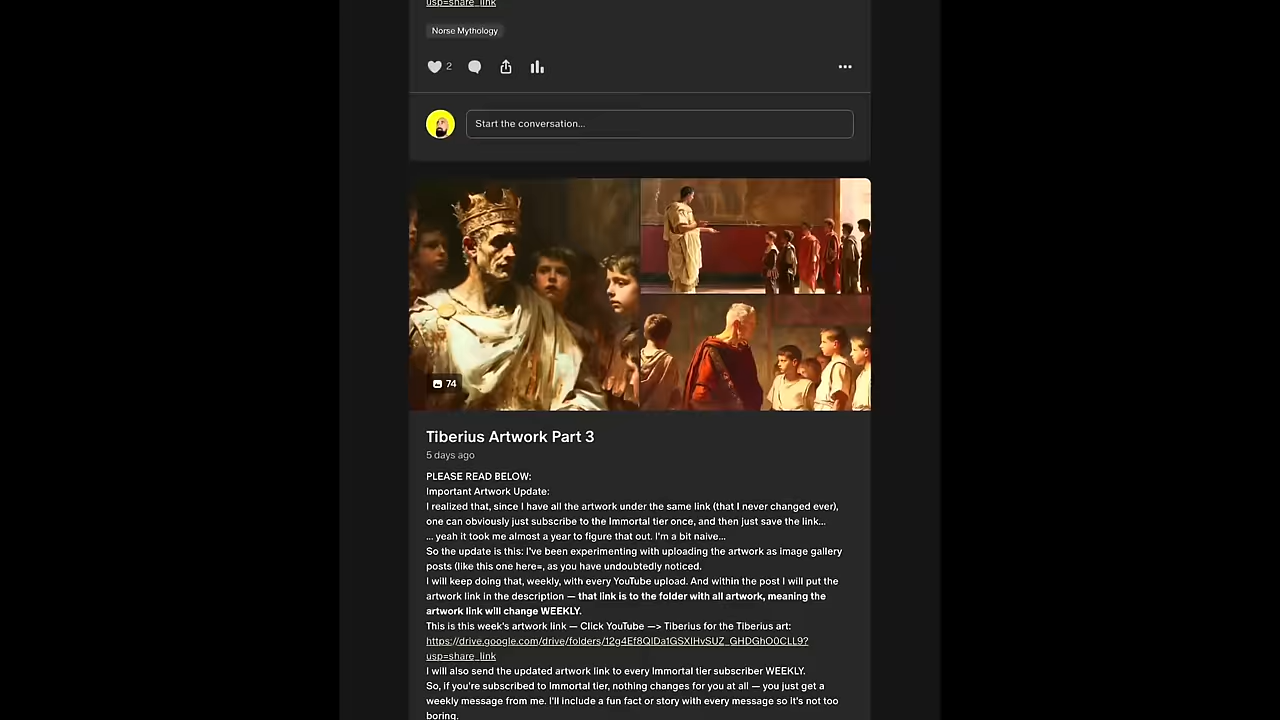 usp=share_link
Norse Mythology
2
Start the conversation...
74
Tiberius Artwork Part 3
5 days ago
PLEASE READ BELOW:
Important Artwork Update:
I realized that, since I have all the artwork under the same link (that I never changed ever),
one can obviously just subscribe to the Immortal tier once, and then just save the link...
... yeah it took me almost a year to figure that out. I'm a bit naive...
So the update is this: I've been experimenting with uploading the artwork as image gallery
posts (like this one here=, as you have undoubtedly noticed.
I will keep doing that, weekly, with every YouTube upload. And within the post I will put the
artwork link in the description — that link is to the folder with all artwork, meaning the
artwork link will change WEEKLY.
This is this week's artwork link — Click YouTube —> Tiberius for the Tiberius art:
https://drive.google.com/drive/folders/12g4Ef8QlDa1GSXlHvSUZ_GHDGhO0CLL9?
usp=share_link
I will also send the updated artwork link to every Immortal tier subscriber WEEKLY.
So, if you're subscribed to Immortal tier, nothing changes for you at all — you just get a
weekly message from me. I'll include a fun fact or story with every message so it's not too
boring.